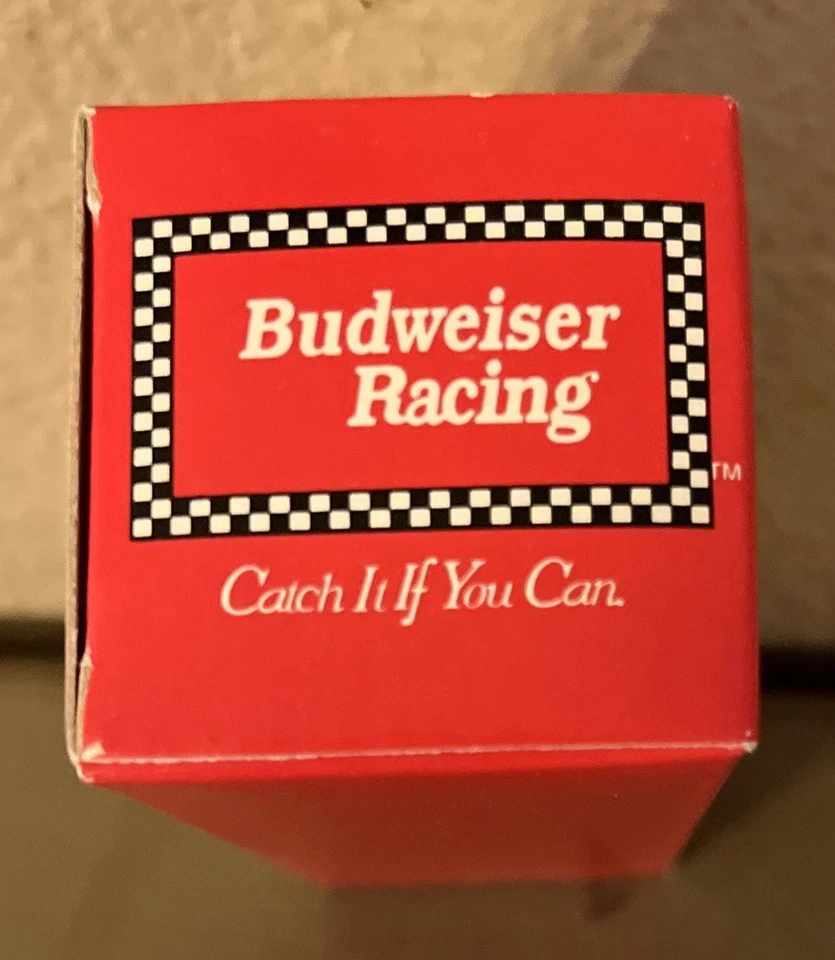 Budweiser
Racing
TM
Catch It If You Can.